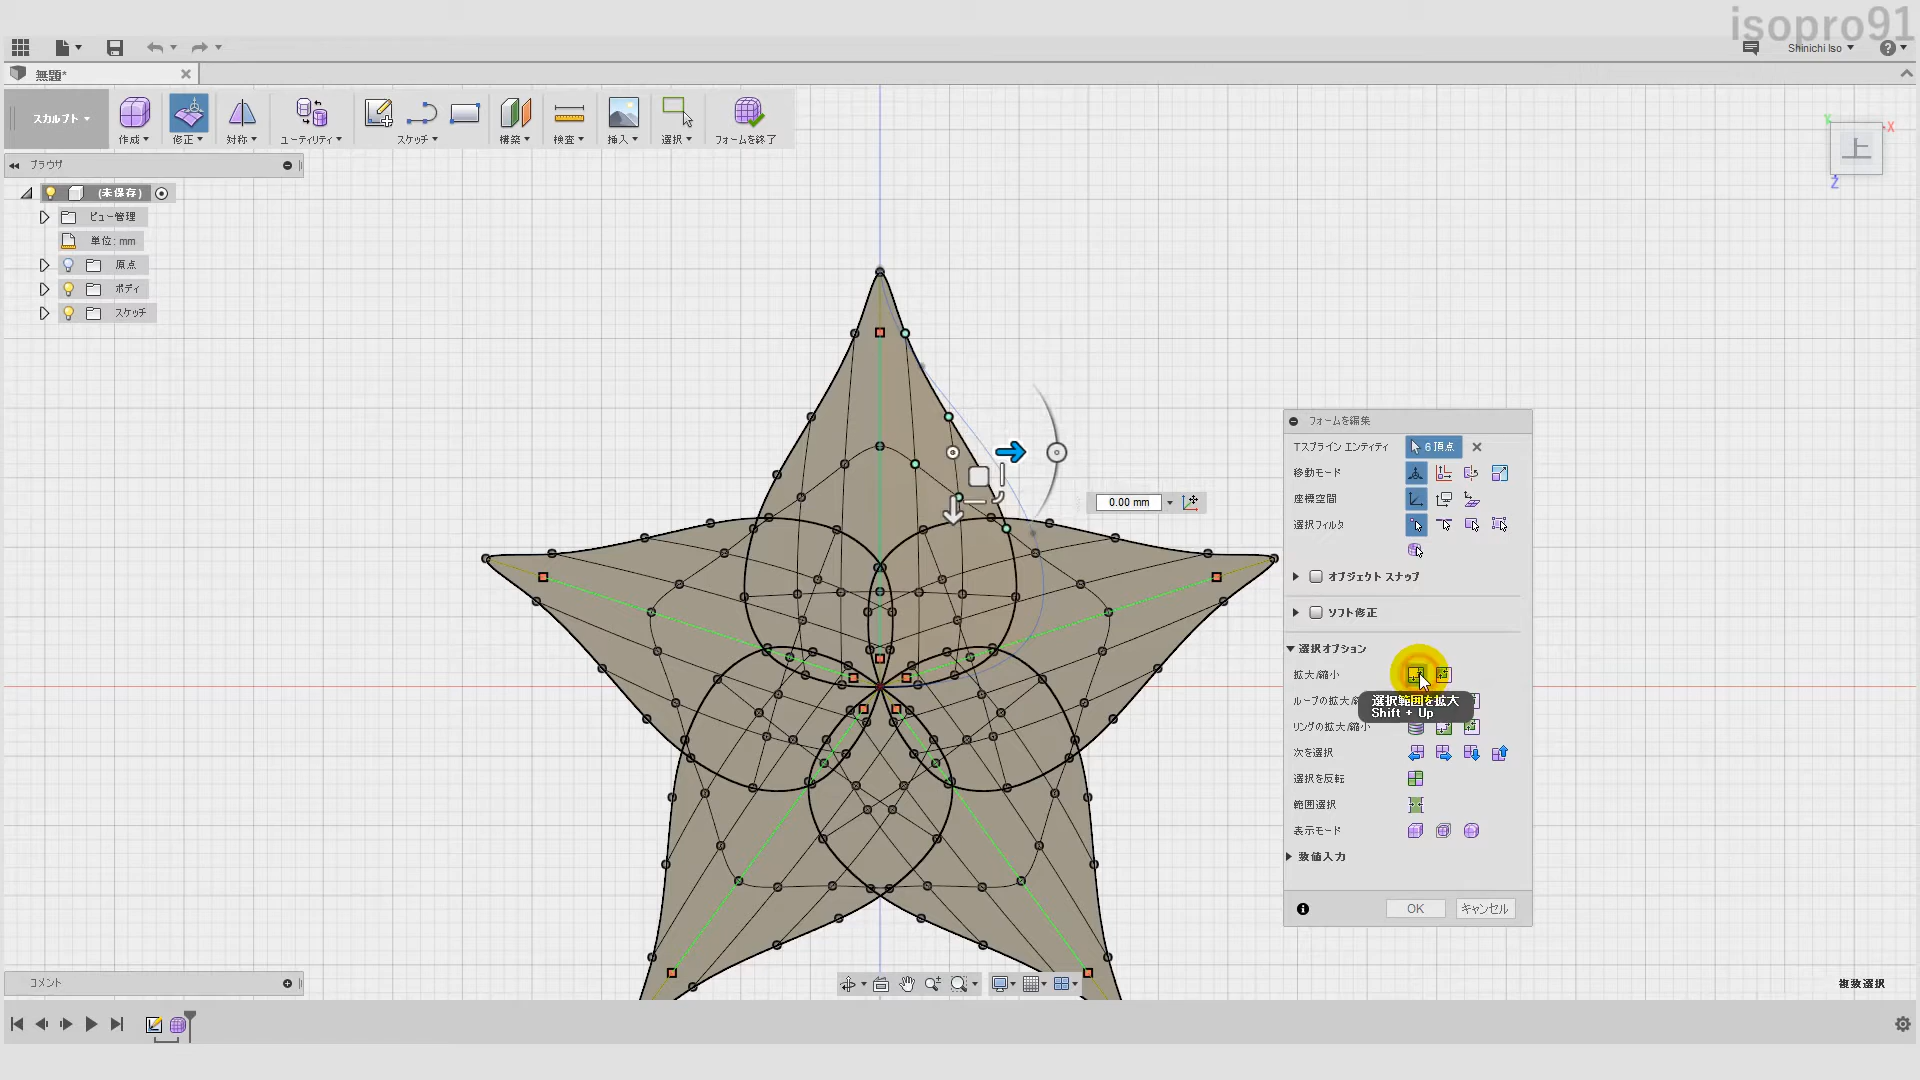 isopro91
Shinichi Iso
無題*
スカルプト
作成
修正
対称
ユーティリティ
スケッチ
構築
検査
挿入
選択
フォームを終了
上
X
Y
Z
ブラウザ
(未保存)
ビュー管理
単位: mm
原点
ボディ
スケッチ
0.00 mm
フォームを編集
Tスプライン エンティティ
6 頂点
移動モード
座標空間
選択フィルタ
オブジェクト スナップ
ソフト修正
選択オプション
拡大/縮小
選択範囲を拡大
Shift + Up
ループの拡大/
リングの拡大/縮小
次を選択
選択を反転
範囲選択
表示モード
数値入力
OK
キャンセル
コメント
複数選択